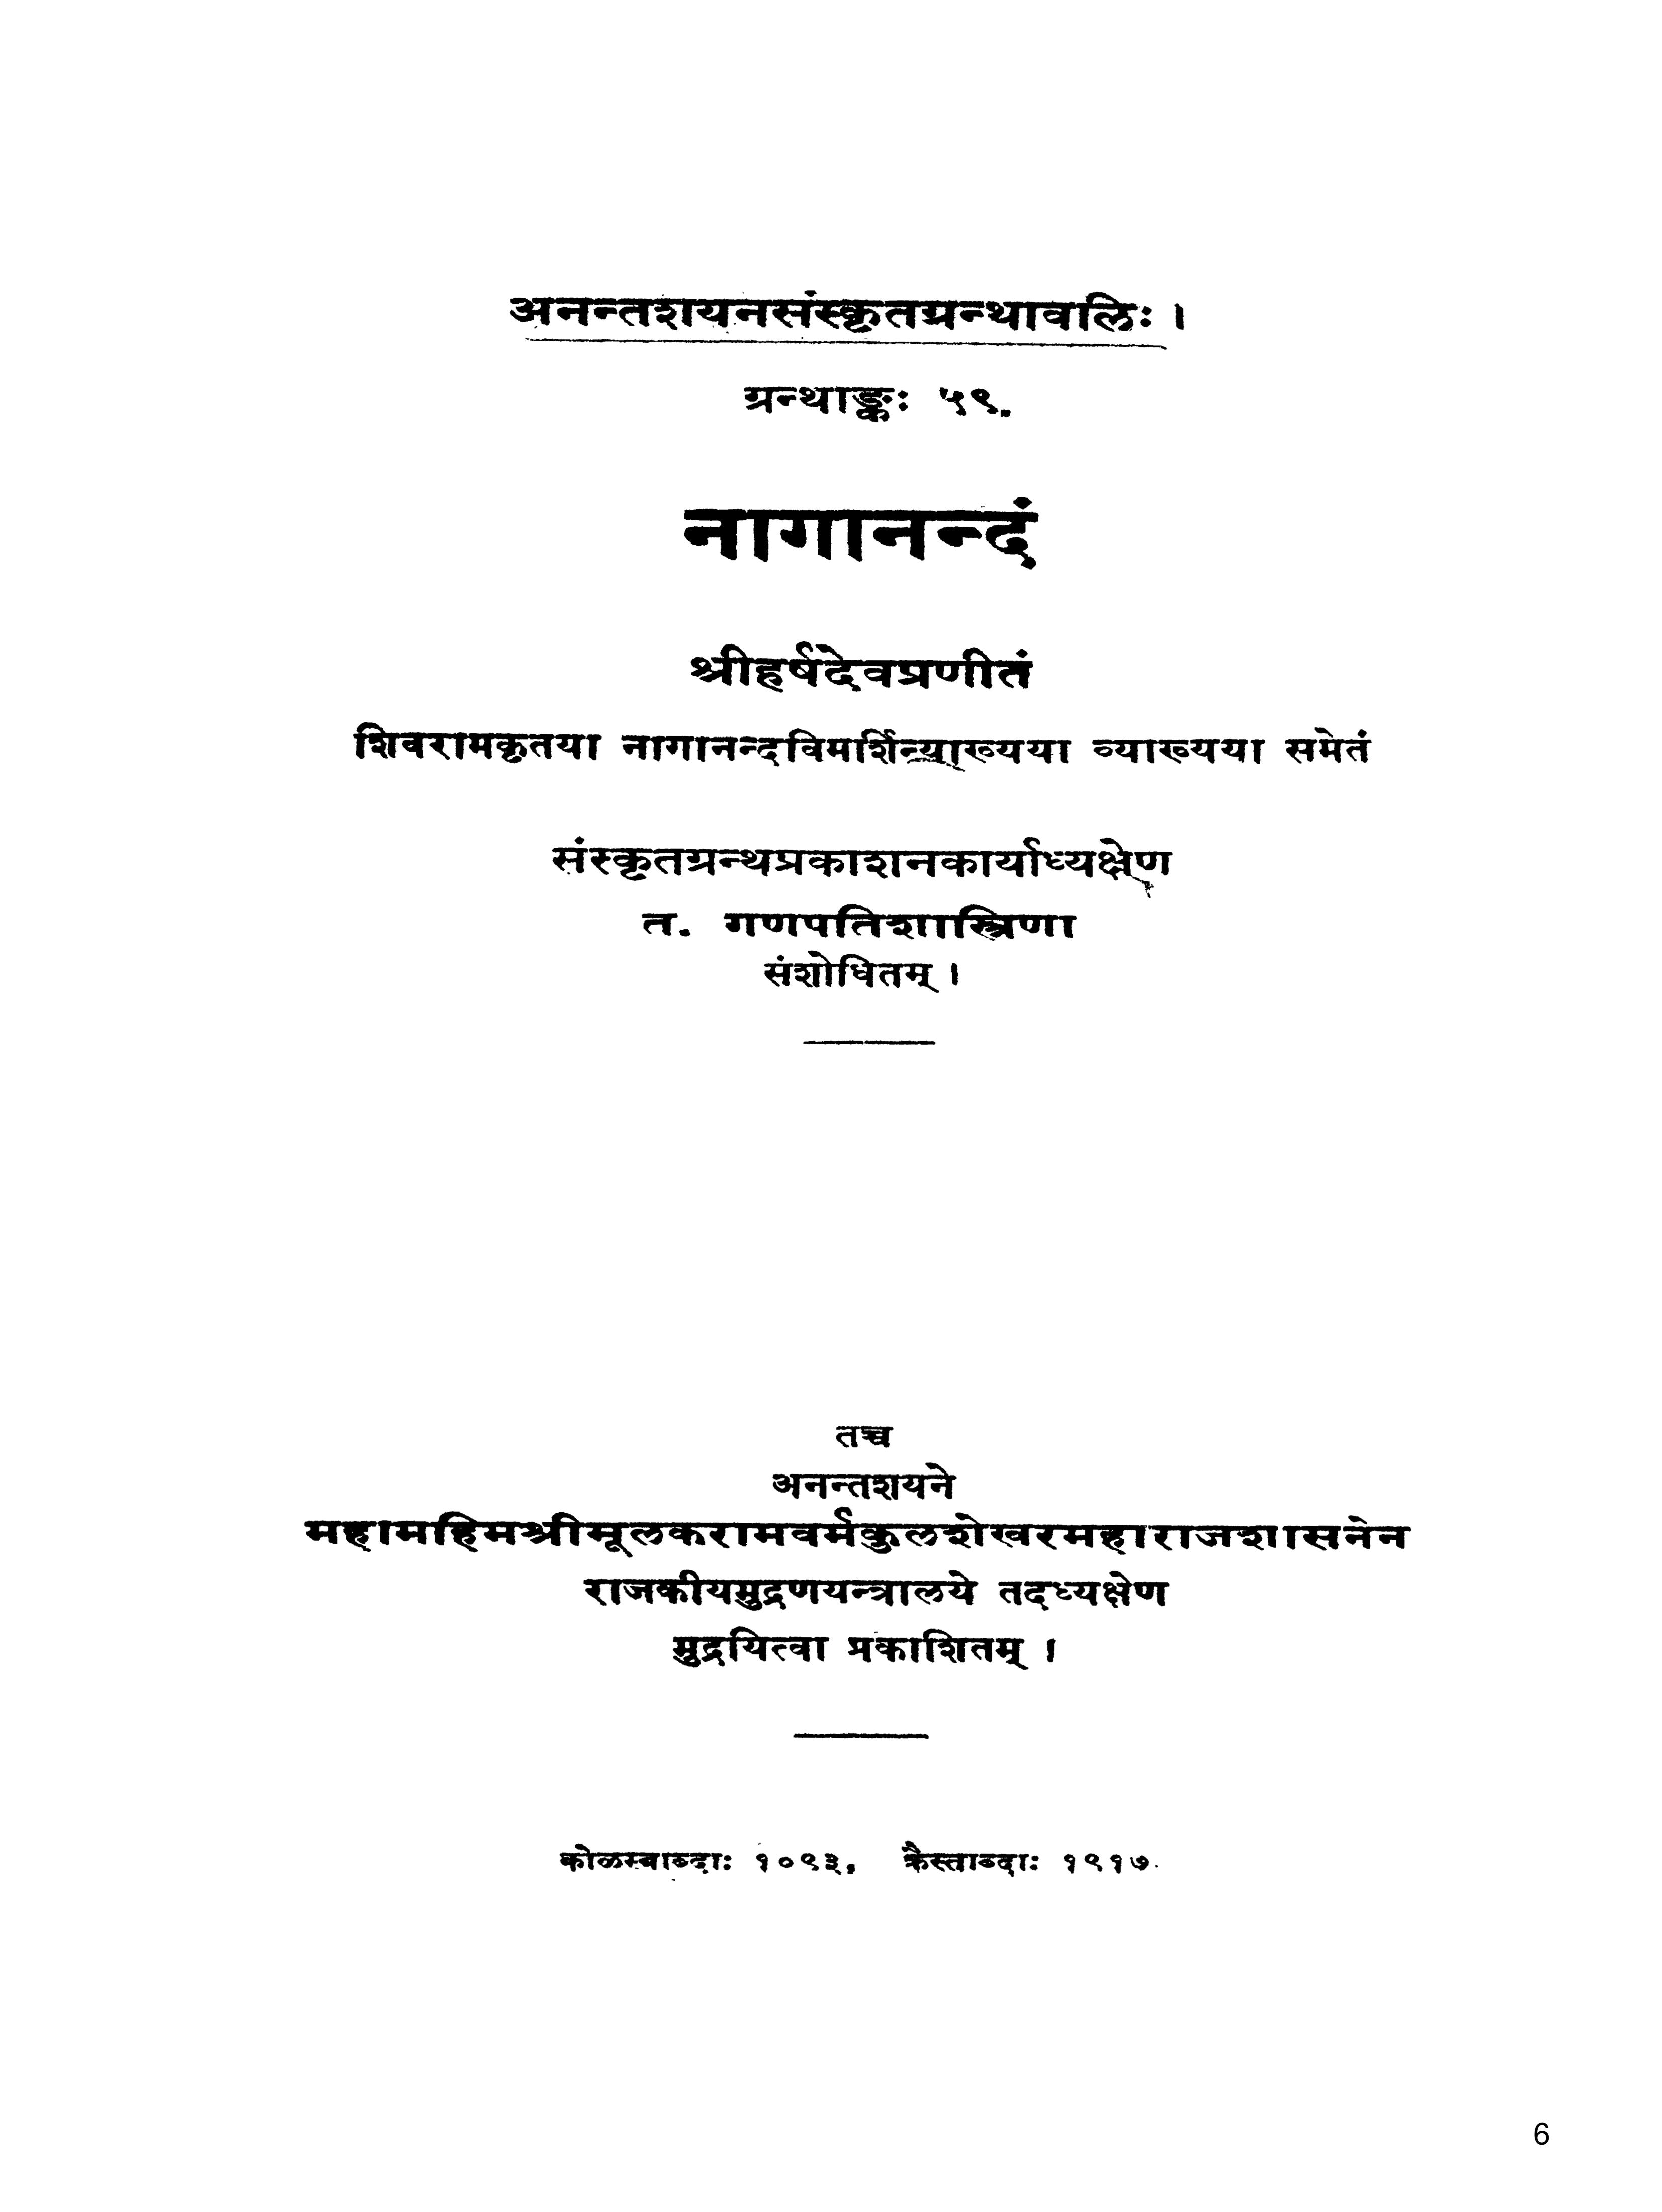 अनन्तशयनसंस्कृतग्रन्थावलिः ।
ग्रन्थाङ्कः ५९.
नागानन्दं
श्रीहर्षदेवप्रणीतं
शिवरामकृतया नागानन्दविमर्शिन्याख्यया व्याख्यया समेतं
संस्कृतग्रन्थप्रकाशनकार्याध्यक्षेण
त. गणपतिशास्त्रिणा
संशोधितम् ।
तच्च
अनन्तशयने
महामहिमश्रीमूलकरामवर्मकुलशेखरमहाराजशासनेन
राजकीयमुद्रणयन्त्रालये तदध्यक्षेण
मुद्रयित्वा प्रकाशितम् ।
कोळम्बाब्दाः १०९३, क्रैस्ताब्दाः १९१७.
6